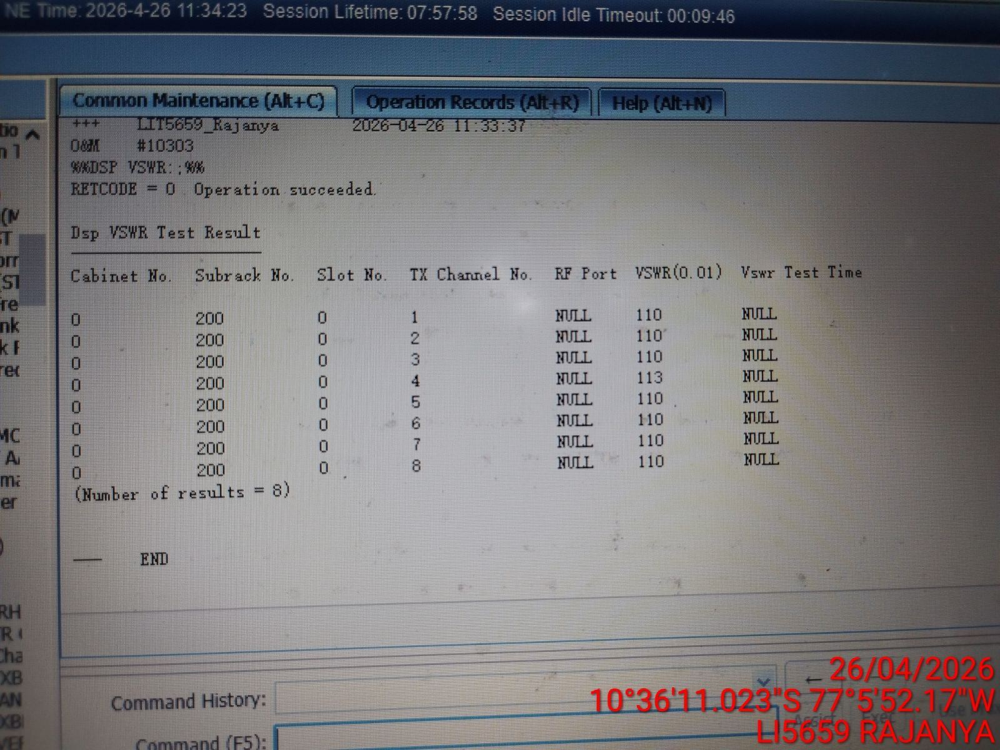 NE Time: 2026-4-26 11:34:23 Session Lifetime: 07:57:58 Session Idle Timeout: 00:09:46
Common Maintenance (Alt+C) Operation Records (Alt+R) Help (Alt+N)
+++ LIT5659_Rajanya 2026-04-26 11:33:37
O&M #10303
%%DSP VSWR:;%%
RETCODE = 0 Operation succeeded.
Dsp VSWR Test Result
Cabinet No. Subrack No. Slot No. TX Channel No. RF Port VSWR(0.01) Vswr Test Time
0 200 0 1 NULL 110 NULL
0 200 0 2 NULL 110 NULL
0 200 0 3 NULL 110 NULL
0 200 0 4 NULL 113 NULL
0 200 0 5 NULL 110 NULL
0 200 0 6 NULL 110 NULL
0 200 0 7 NULL 110 NULL
0 200 0 8 NULL 110 NULL
(Number of results = 8)
--- END
Command History:
Command (F5):
26/04/2026
10°36'11.023"S 77°5'52.17"W
LI5659 RAJANYA